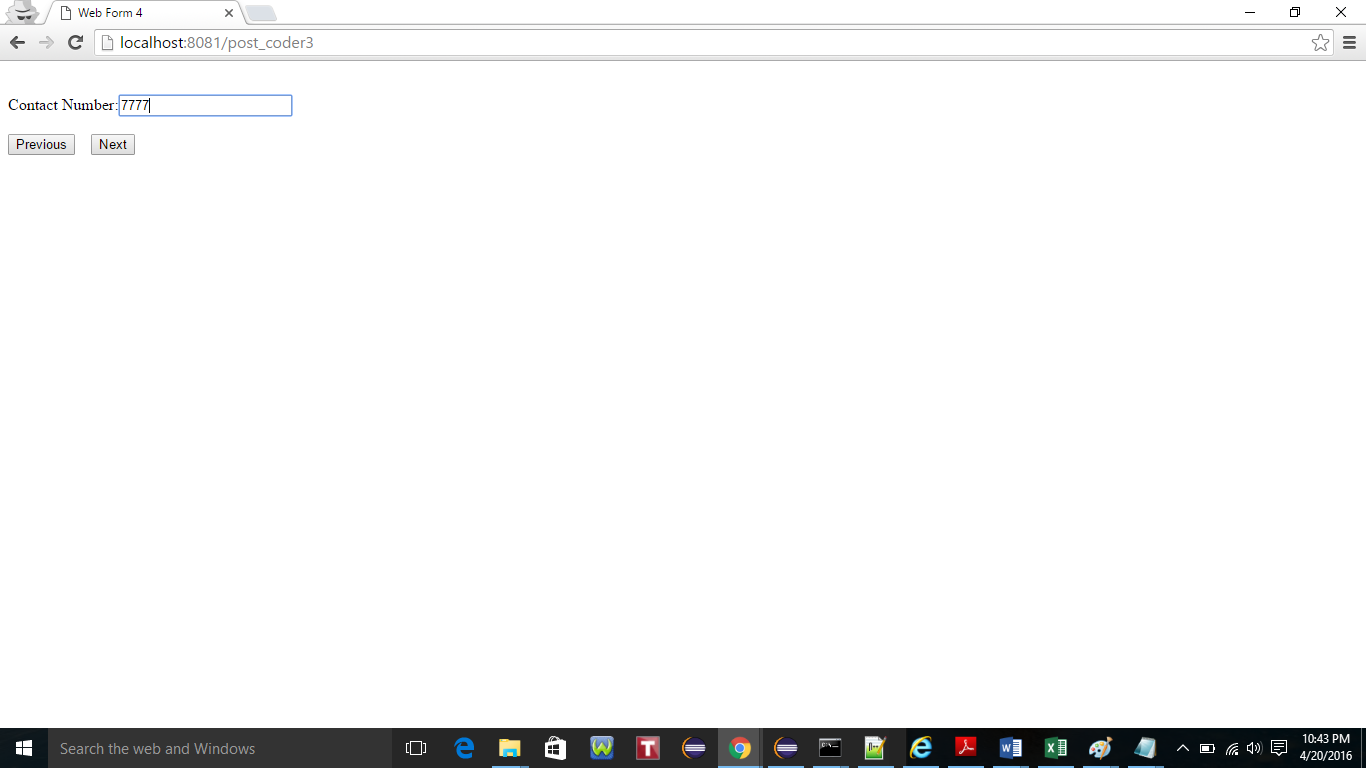 Web Form 4
localhost:8081/post_coder3
Contact Number:7777
Previous Next
Search the web and Windows
10:43 PM
4/20/2016